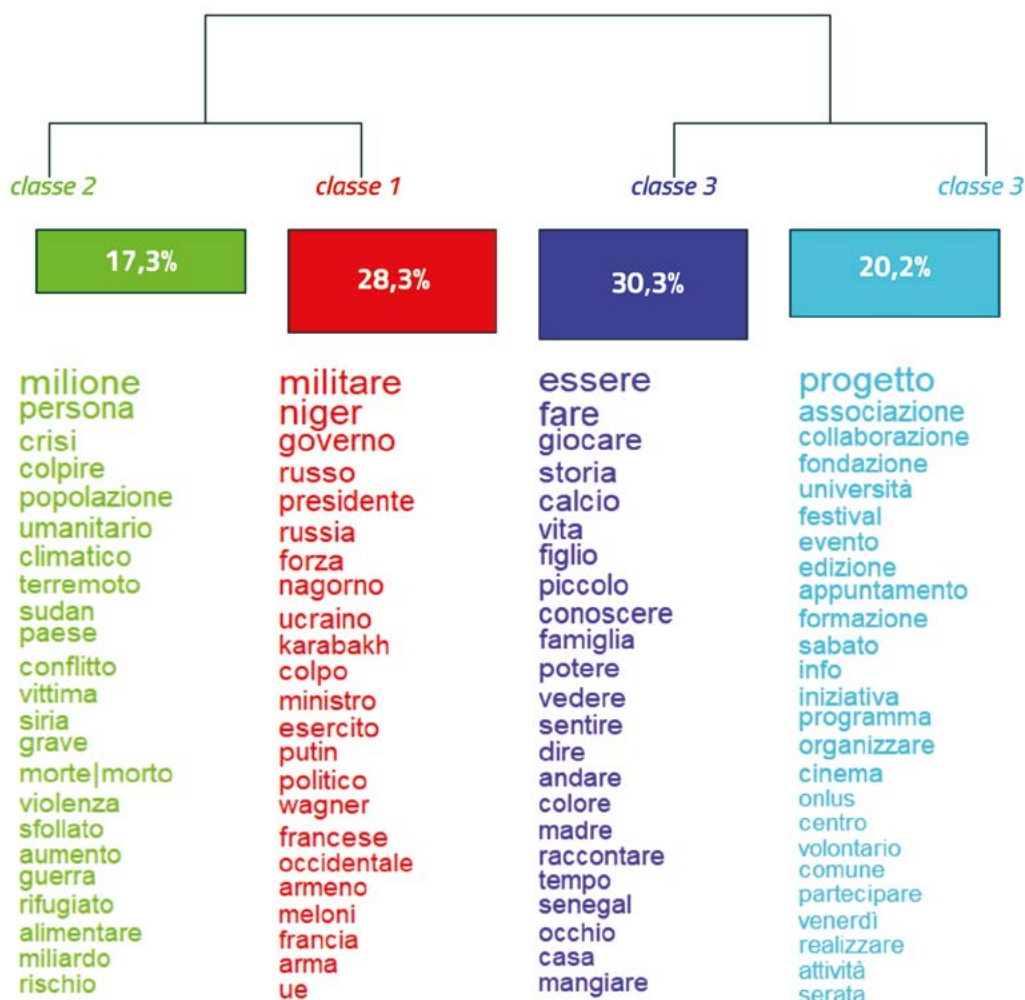 classe 2
classe 1
classe 3
classe 3
17,3%
28,3%
30,3%
20,2%
milione
persona
crisi
colpire
popolazione
umanitario
climatico
terremoto
sudan
paese
conflitto
vittima
siria
grave
morte|morto
violenza
sfollato
aumento
guerra
rifugiato
alimentare
miliardo
rischio
militare
niger
governo
russo
presidente
russia
forza
nagorno
ucraino
karabakh
colpo
ministro
esercito
putin
politico
wagner
francese
occidentale
armeno
meloni
francia
arma
ue
essere
fare
giocare
storia
calcio
vita
figlio
piccolo
conoscere
famiglia
potere
vedere
sentire
dire
andare
colore
madre
raccontare
tempo
senegal
occhio
casa
mangiare
progetto
associazione
collaborazione
fondazione
università
festival
evento
edizione
appuntamento
formazione
sabato
info
iniziativa
programma
organizzare
cinema
onlus
centro
volontario
comune
partecipare
venerdì
realizzare
attività
serata